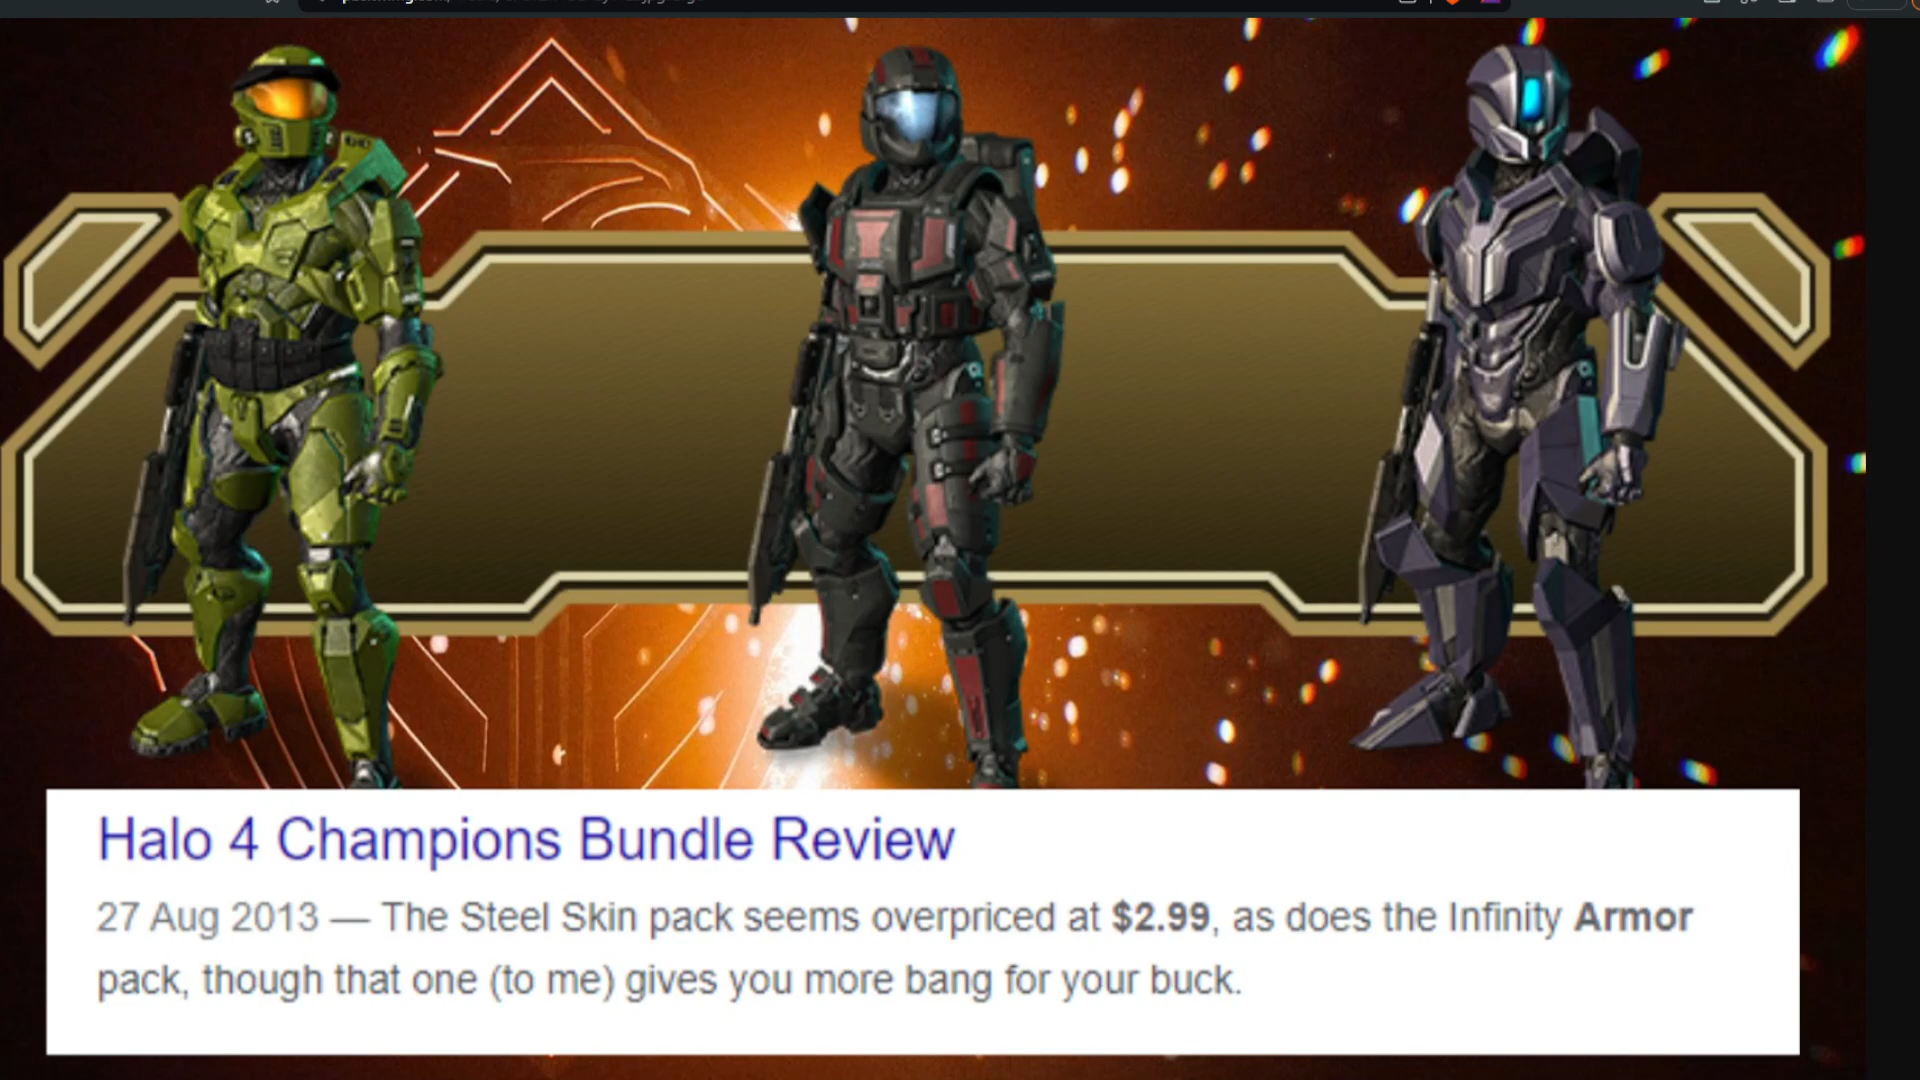 Halo 4 Champions Bundle Review
27 Aug 2013 — The Steel Skin pack seems overpriced at $2.99, as does the Infinity Armor
pack, though that one (to me) gives you more bang for your buck.